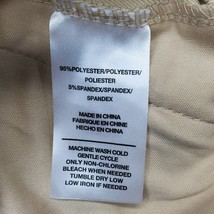 95%POLYESTER/POLYESTER/
POLIESTER
5%SPANDEX/SPANDEX/
SPANDEX
MADE IN CHINA
FABRIQUE EN CHINE
HECHO EN CHINA
MACHINE WASH COLD
GENTLE CYCLE
ONLY NON-CHLORINE
BLEACH WHEN NEEDED
TUMBLE DRY LOW
LOW IRON IF NEEDED